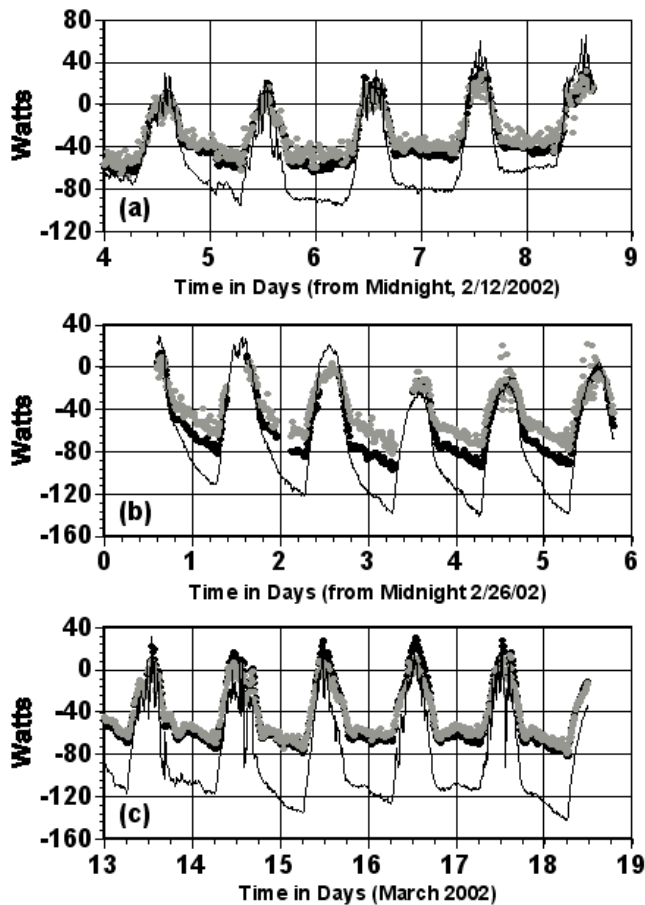 80
40
0
-40
-80
-120
Watts
(a)
4 5 6 7 8 9
Time in Days (from Midnight, 2/12/2002)
40
0
-40
-80
-120
-160
Watts
(b)
0 1 2 3 4 5 6
Time in Days (from Midnight 2/26/02)
40
0
-40
-80
-120
-160
Watts
(c)
13 14 15 16 17 18 19
Time in Days (March 2002)